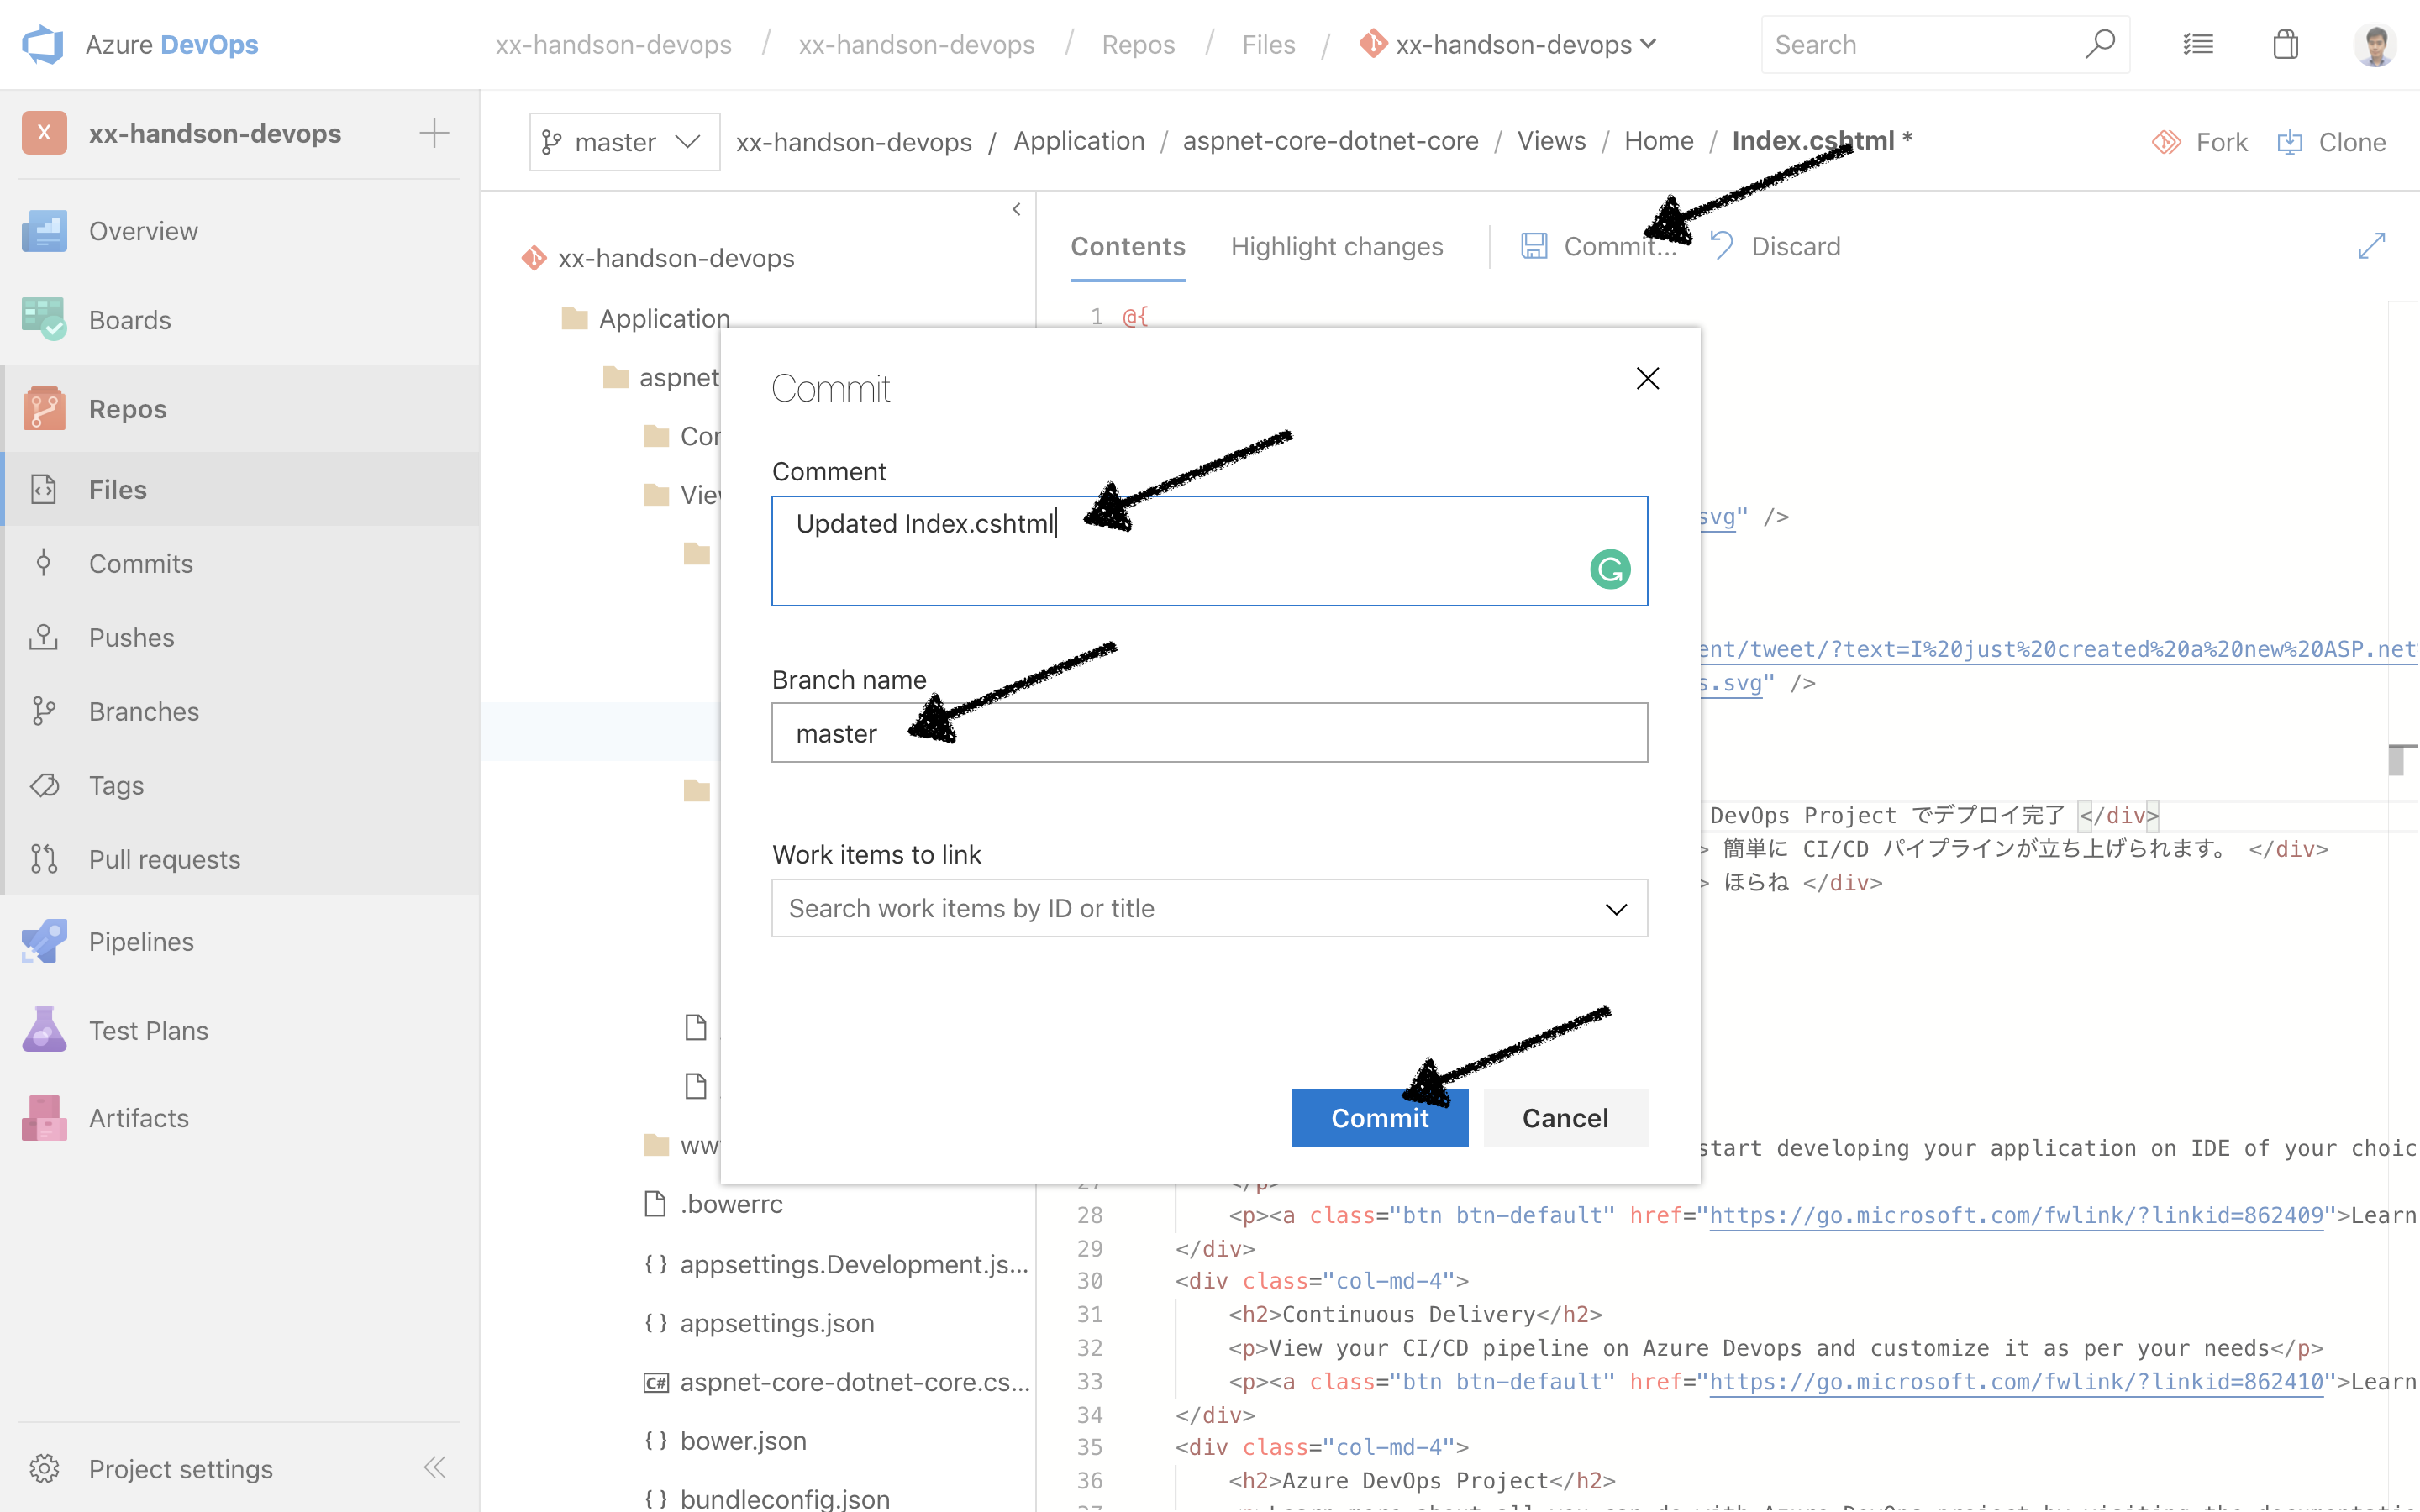 Azure DevOps
xx-handson-devops / xx-handson-devops / Repos / Files / xx-handson-devops
Search
X xx-handson-devops
Overview
Boards
Repos
Files
Commits
Pushes
Branches
Tags
Pull requests
Pipelines
Test Plans
Artifacts
Project settings
master
xx-handson-devops / Application / aspnet-core-dotnet-core / Views / Home / Index.cshtml *
Fork
Clone
xx-handson-devops
Application
aspnet
Cor
Vie
ww
.bowerrc
{ } appsettings.Development.js...
{ } appsettings.json
C# aspnet-core-dotnet-core.cs...
{ } bower.json
{ } bundleconfig.json
Contents
Highlight changes
Commit...
Discard
1 @{
svg" />
ent/tweet/?text=I%20just%20created%20a%20new%20ASP.net
s.svg" />
DevOps Project でデプロイ完了 </div>
> 簡単に CI/CD パイプラインが立ち上げられます。 </div>
> ほらね </div>
start developing your application on IDE of your choic
27 </p>
28 <p><a class="btn btn-default" href="https://go.microsoft.com/fwlink/?linkid=862409">Learn
29 </div>
30 <div class="col-md-4">
31 <h2>Continuous Delivery</h2>
32 <p>View your CI/CD pipeline on Azure Devops and customize it as per your needs</p>
33 <p><a class="btn btn-default" href="https://go.microsoft.com/fwlink/?linkid=862410">Learn
34 </div>
35 <div class="col-md-4">
36 <h2>Azure DevOps Project</h2>
Commit
Comment
Updated Index.cshtml
Branch name
master
Work items to link
Search work items by ID or title
Commit
Cancel